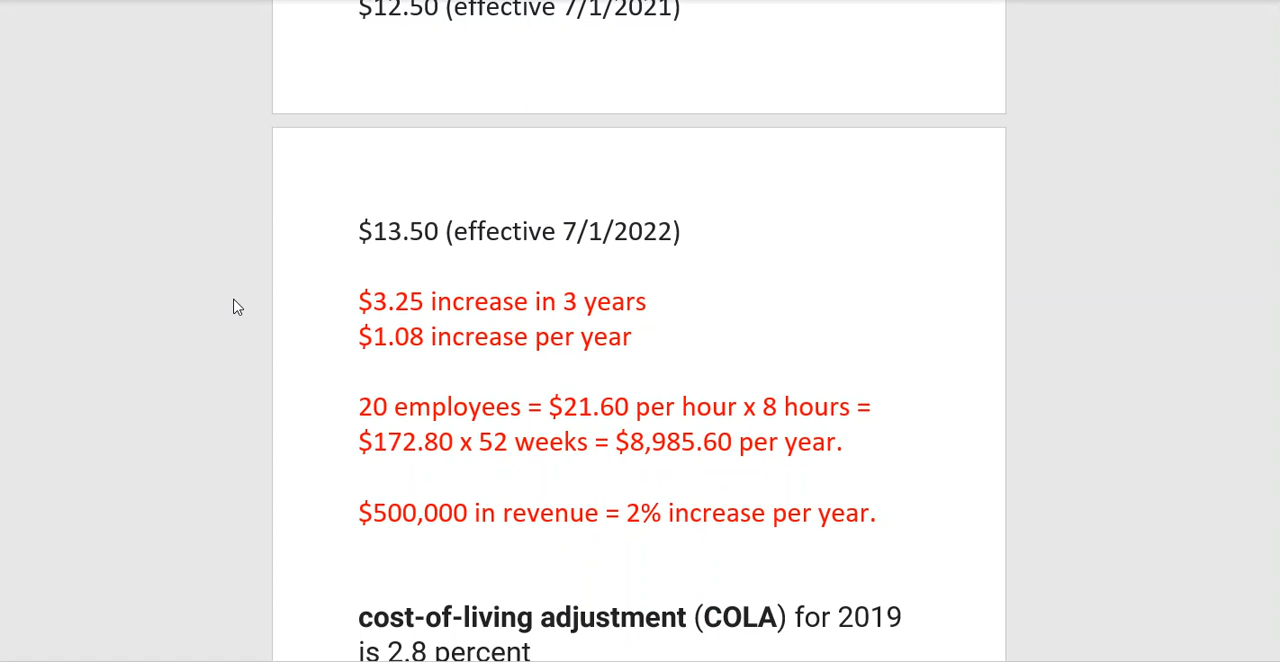 $12.50 (effective 7/1/2021)
$13.50 (effective 7/1/2022)
$3.25 increase in 3 years
$1.08 increase per year
20 employees = $21.60 per hour x 8 hours =
$172.80 x 52 weeks = $8,985.60 per year.
$500,000 in revenue = 2% increase per year.
cost-of-living adjustment (COLA) for 2019
is 2.8 percent